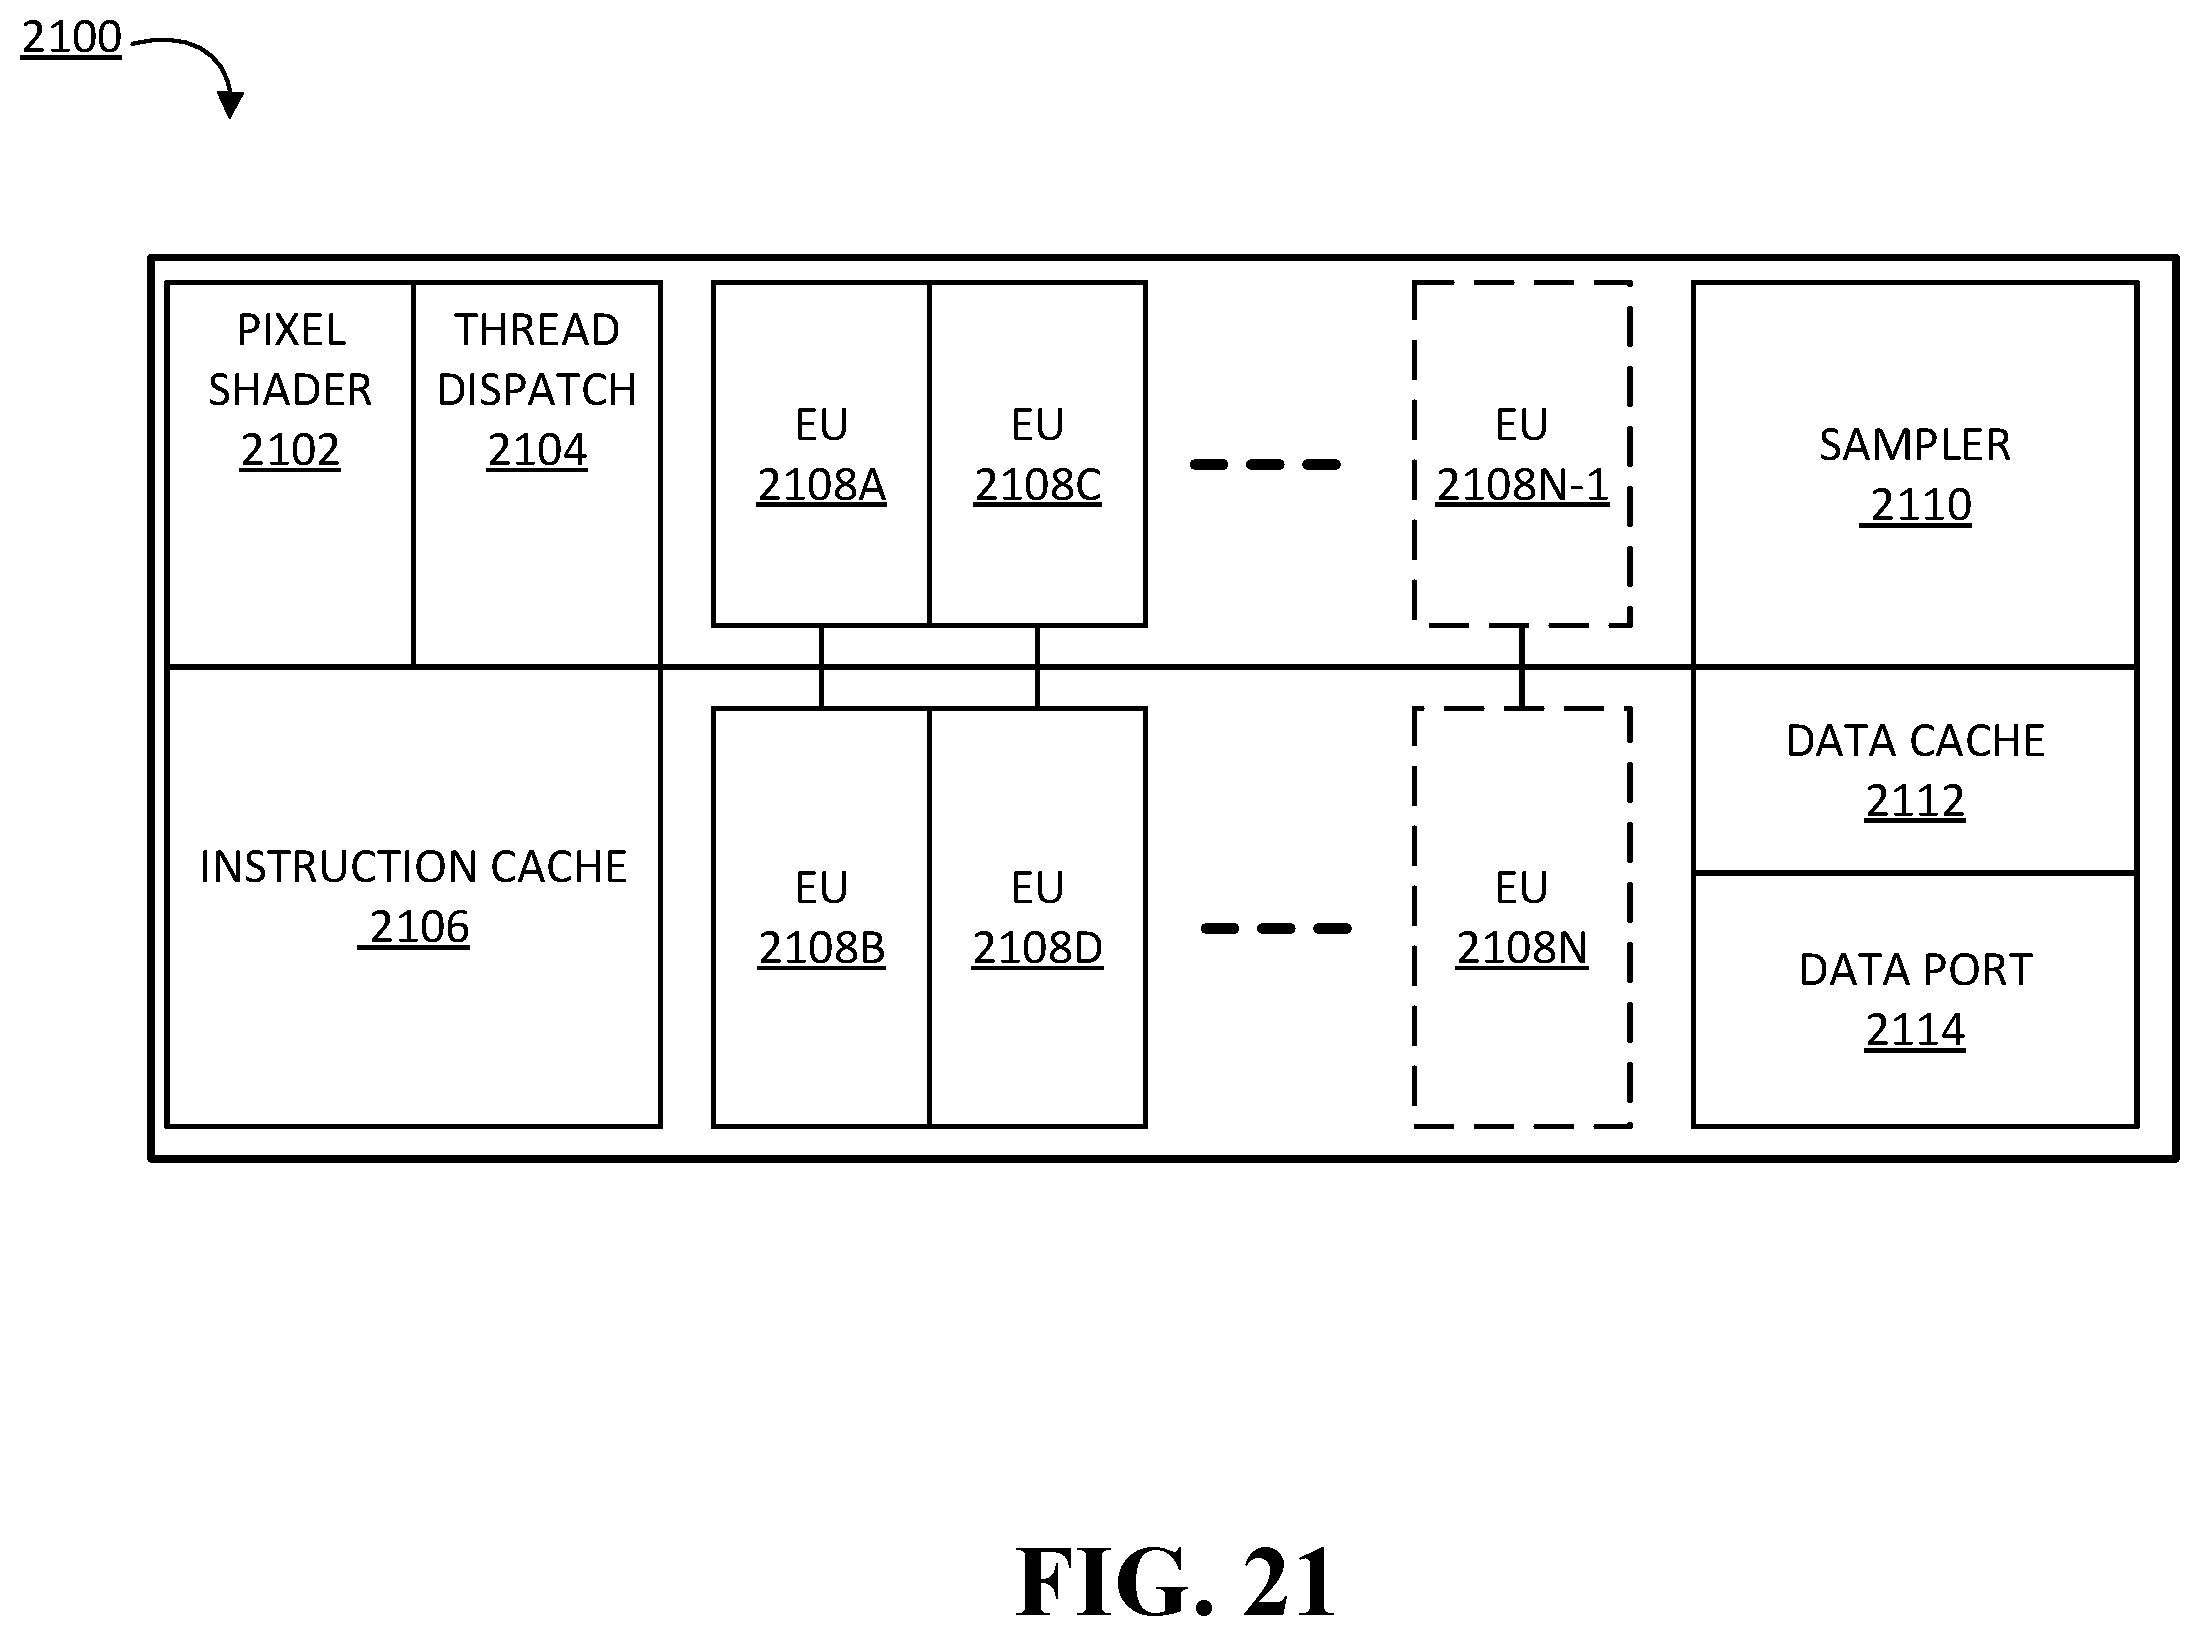 2100
PIXEL
SHADER
2102
THREAD
DISPATCH
2104
EU
2108A
EU
2108C
EU
2108N-1
SAMPLER
2110
INSTRUCTION CACHE
2106
EU
2108B
EU
2108D
EU
2108N
DATA CACHE
2112
DATA PORT
2114
FIG. 21